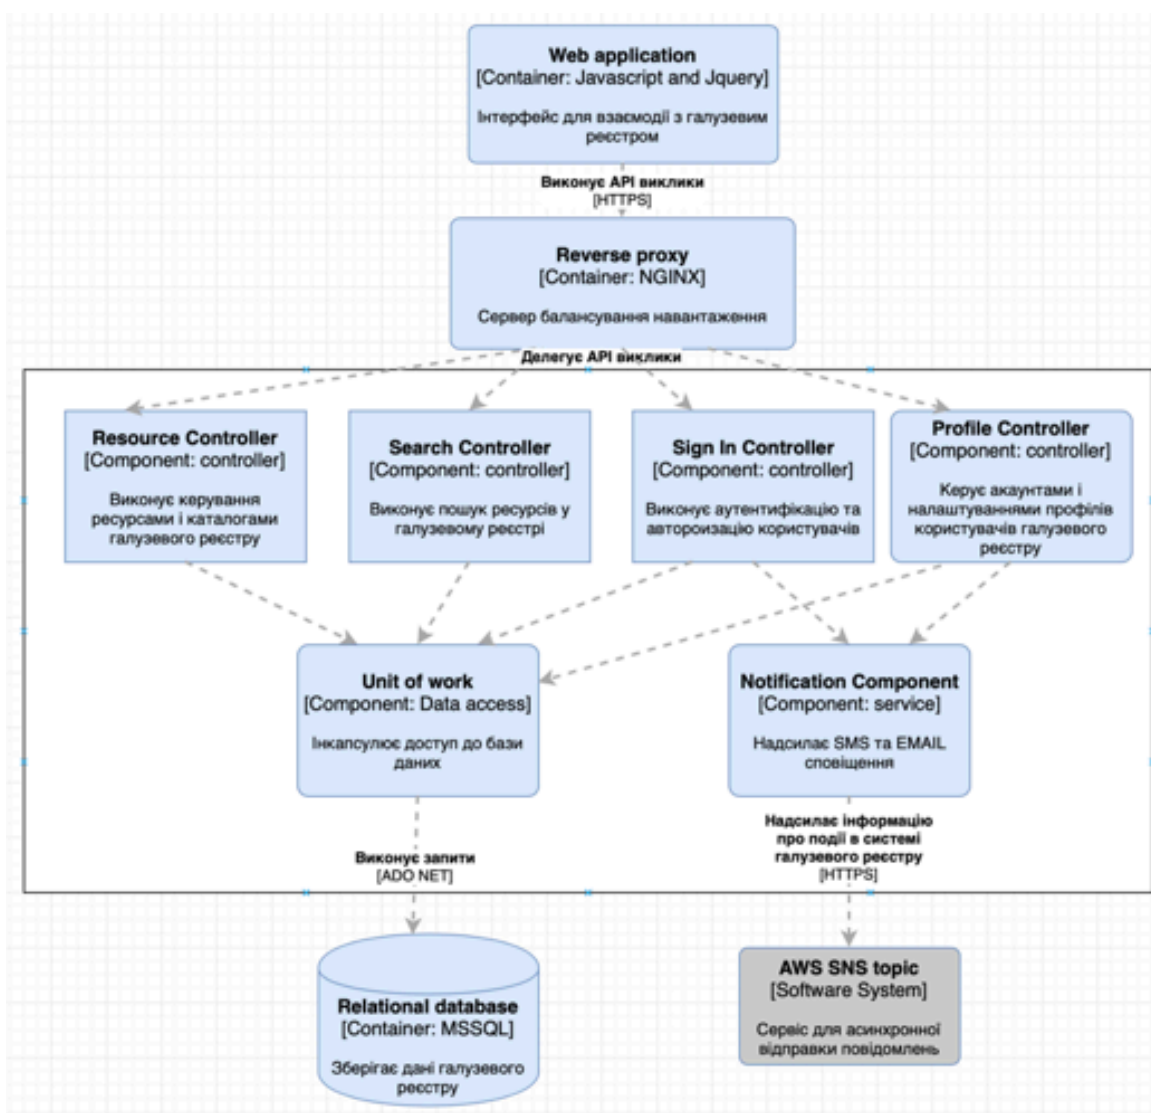 Web application
[Container: Javascript and Jquery]
Інтерфейс для взаємодії з галузевим
реєстром
Виконує API виклики
[HTTPS]
Reverse proxy
[Container: NGINX]
Сервер балансування навантаження
Делегує API виклики
Resource Controller
[Component: controller]
Виконує керування
ресурсами і каталогами
галузевого реєстру
Search Controller
[Component: controller]
Виконує пошук ресурсів у
галузевому реєстрі
Sign In Controller
[Component: controller]
Виконує аутентифікацію та
автороизацію користувачів
Profile Controller
[Component: controller]
Керує акаунтами і
налаштуваннями профілів
користувачів галузевого
реєстру
Unit of work
[Component: Data access]
Інкапсулює доступ до бази
даних
Notification Component
[Component: service]
Надсилає SMS та EMAIL
сповіщення
Виконує запити
[ADO NET]
Надсилає інформацію
про події в системі
галузевого реєстру
[HTTPS]
Relational database
[Container: MSSQL]
Зберігає дані галузевого
реєстру
AWS SNS topic
[Software System]
Сервіс для асинхронної
відправки повідомлень